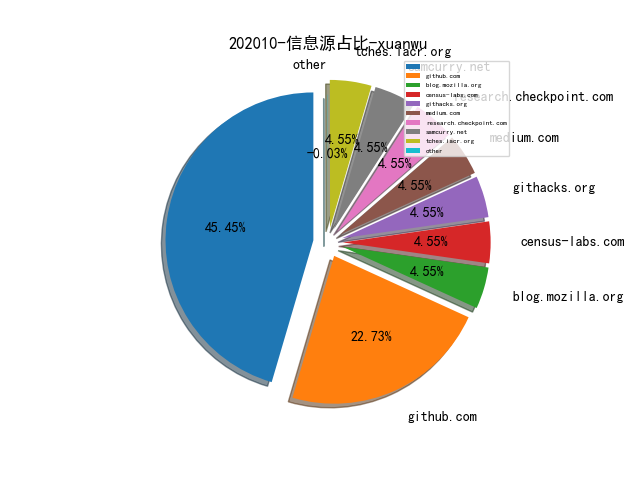 202010-信息源占比-xuanwu
tches.iacr.org
other
samcurry.net
research.checkpoint.com
medium.com
githacks.org
census-labs.com
blog.mozilla.org
github.com
45.45%
22.73%
4.55%
4.55%
4.55%
4.55%
4.55%
4.55%
4.55%
-0.03%
github.com
blog.mozilla.org
census-labs.com
githacks.org
medium.com
research.checkpoint.com
samcurry.net
tches.iacr.org
other